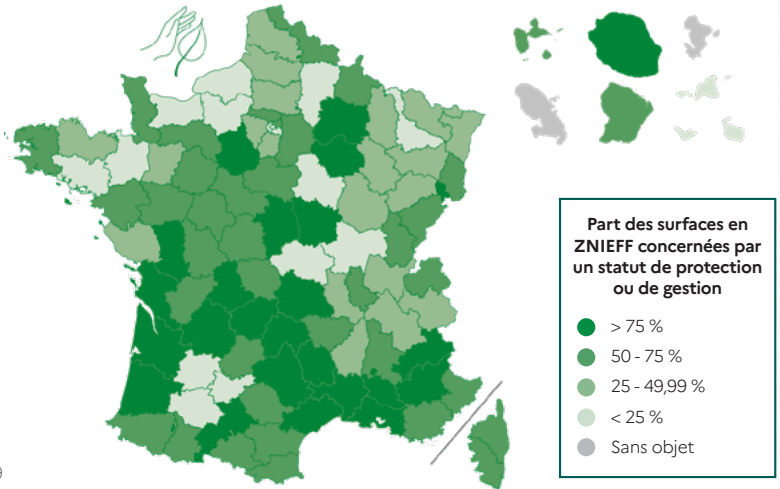 Part des surfaces en
ZNIEFF concernées par
un statut de protection
ou de gestion
> 75 %
50 - 75 %
25 - 49,99 %
< 25 %
Sans objet